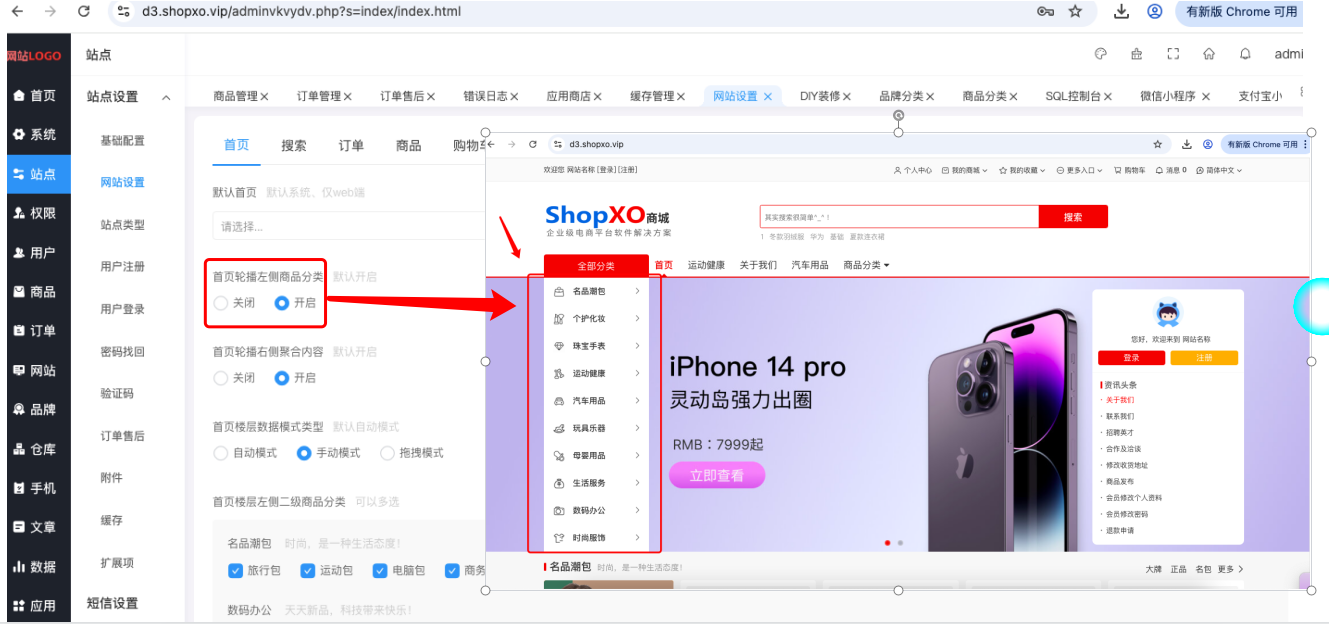 d3.shopxo.vip/adminvkvydv.php?s=index/index.html
有新版 Chrome 可用
网站LOGO
站点
admi
首页
系统
站点
权限
用户
商品
订单
网站
品牌
仓库
手机
文章
数据
应用
站点设置
基础配置
网站设置
站点类型
用户注册
用户登录
密码找回
验证码
订单售后
附件
缓存
扩展项
短信设置
商品管理 × 订单管理 × 订单售后 × 错误日志 × 应用商店 × 缓存管理 × 网站设置 × DIY装修 × 品牌分类 × 商品分类 × SQL控制台 × 微信小程序 × 支付宝小
首页 搜索 订单 商品 购物车
默认首页 默认系统、仅web端
请选择...
首页轮播左侧商品分类 默认开启
关闭 开启
首页轮播右侧聚合内容 默认开启
关闭 开启
首页楼层数据模式类型 默认自动模式
自动模式 手动模式 拖拽模式
首页楼层左侧二级商品分类 可以多选
名品潮包 时尚，是一种生活态度！
旅行包 运动包 电脑包 商务
数码办公 天天新品，科技带来快乐！
d3.shopxo.vip
有新版 Chrome 可用
欢迎您 网站名称 [登录] [注册]
个人中心 我的商城 我的收藏 更多入口 购物车 消息 0 简体中文
ShopXO商城
企业级电商平台软件解决方案
其实搜索很简单^_^！
搜索
1 冬款羽绒服 华为 基础 夏款连衣裙
全部分类 首页 运动健康 关于我们 汽车用品 商品分类
名品潮包
个护化妆
珠宝手表
运动健康
汽车用品
玩具乐器
母婴用品
生活服务
数码办公
时尚服饰
iPhone 14 pro
灵动岛强力出圈
RMB：7999起
立即查看
您好，欢迎来到 网站名称
登录 注册
资讯头条
· 关于我们
· 联系我们
· 招聘英才
· 合作及洽谈
· 修改收货地址
· 商品发布
· 会员修改个人资料
· 会员修改密码
· 退款申请
名品潮包 时尚，是一种生活态度！
大牌 正品 名包 更多